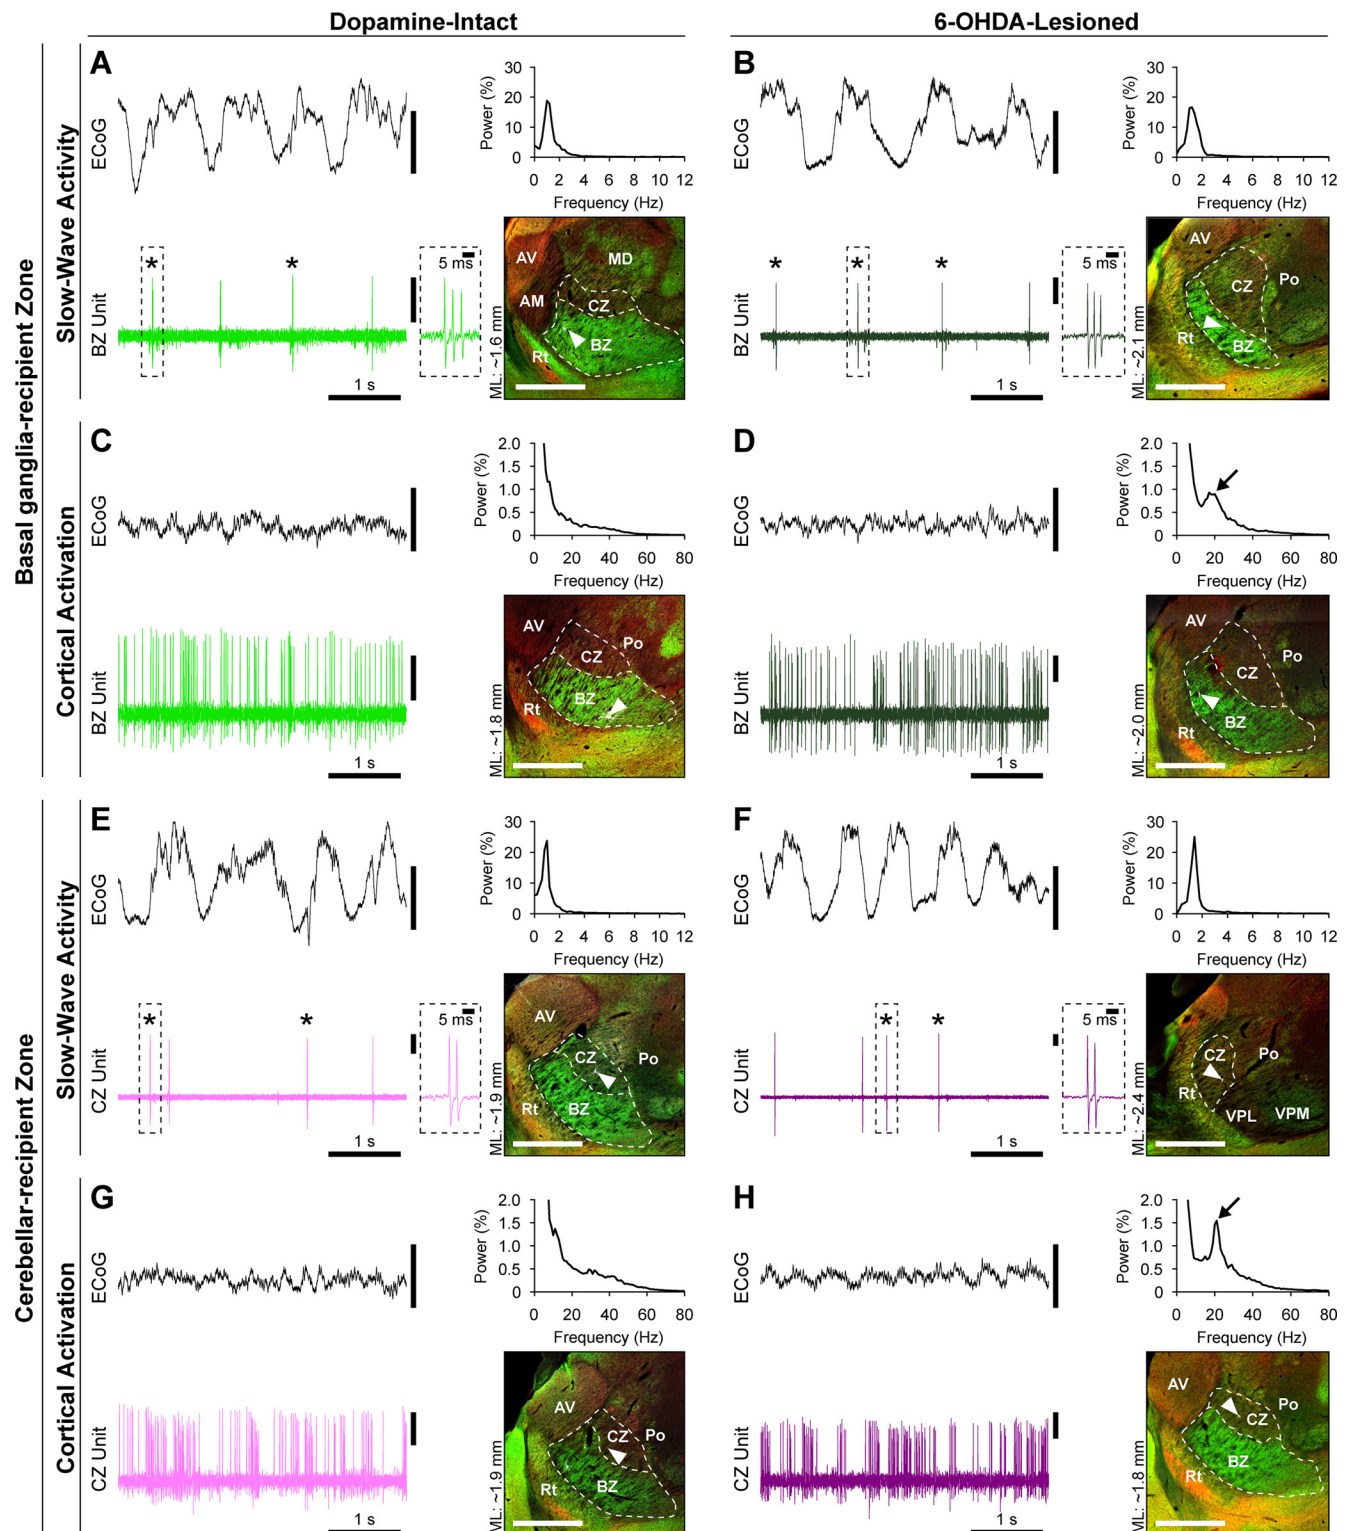 Dopamine-Intact
6-OHDA-Lesioned
Basal ganglia-recipient Zone
Slow-Wave Activity
A
ECoG
Power (%)
30
20
10
0
0 2 4 6 8 10 12
Frequency (Hz)
BZ Unit
*
*
5 ms
1 s
ML: ~1.6 mm
AV
MD
AM
CZ
BZ
Rt
B
ECoG
Power (%)
30
20
10
0
0 2 4 6 8 10 12
Frequency (Hz)
BZ Unit
*
*
*
5 ms
1 s
ML: ~2.1 mm
AV
CZ
Po
Rt
BZ
Cortical Activation
C
ECoG
Power (%)
2.0
1.5
1.0
0.5
0
0 20 40 60 80
Frequency (Hz)
BZ Unit
1 s
ML: ~1.8 mm
AV
Po
CZ
BZ
Rt
D
ECoG
Power (%)
2.0
1.5
1.0
0.5
0
0 20 40 60 80
Frequency (Hz)
BZ Unit
1 s
ML: ~2.0 mm
AV
Po
CZ
BZ
Rt
Cerebellar-recipient Zone
Slow-Wave Activity
E
ECoG
Power (%)
30
20
10
0
0 2 4 6 8 10 12
Frequency (Hz)
CZ Unit
*
*
5 ms
1 s
ML: ~1.9 mm
AV
CZ
Po
BZ
Rt
F
ECoG
Power (%)
30
20
10
0
0 2 4 6 8 10 12
Frequency (Hz)
CZ Unit
*
*
5 ms
1 s
ML: ~2.4 mm
CZ
Po
Rt
VPL
VPM
Cortical Activation
G
ECoG
Power (%)
2.0
1.5
1.0
0.5
0
0 20 40 60 80
Frequency (Hz)
CZ Unit
1 s
ML: ~1.9 mm
AV
CZ
Po
BZ
Rt
H
ECoG
Power (%)
2.0
1.5
1.0
0.5
0
0 20 40 60 80
Frequency (Hz)
CZ Unit
1 s
ML: ~1.8 mm
AV
Po
CZ
BZ
Rt